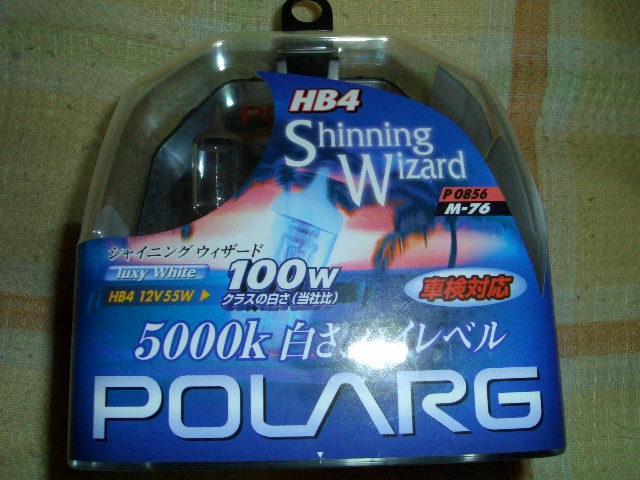 HB4
Shinning
Wizard
P 0856
M-76
シャイニング ウィザード
Luxy White
HB4 12V55W ▶ 100W
クラスの白さ(当社比)
車検対応
5000k 白さ ハイレベル
POLARG